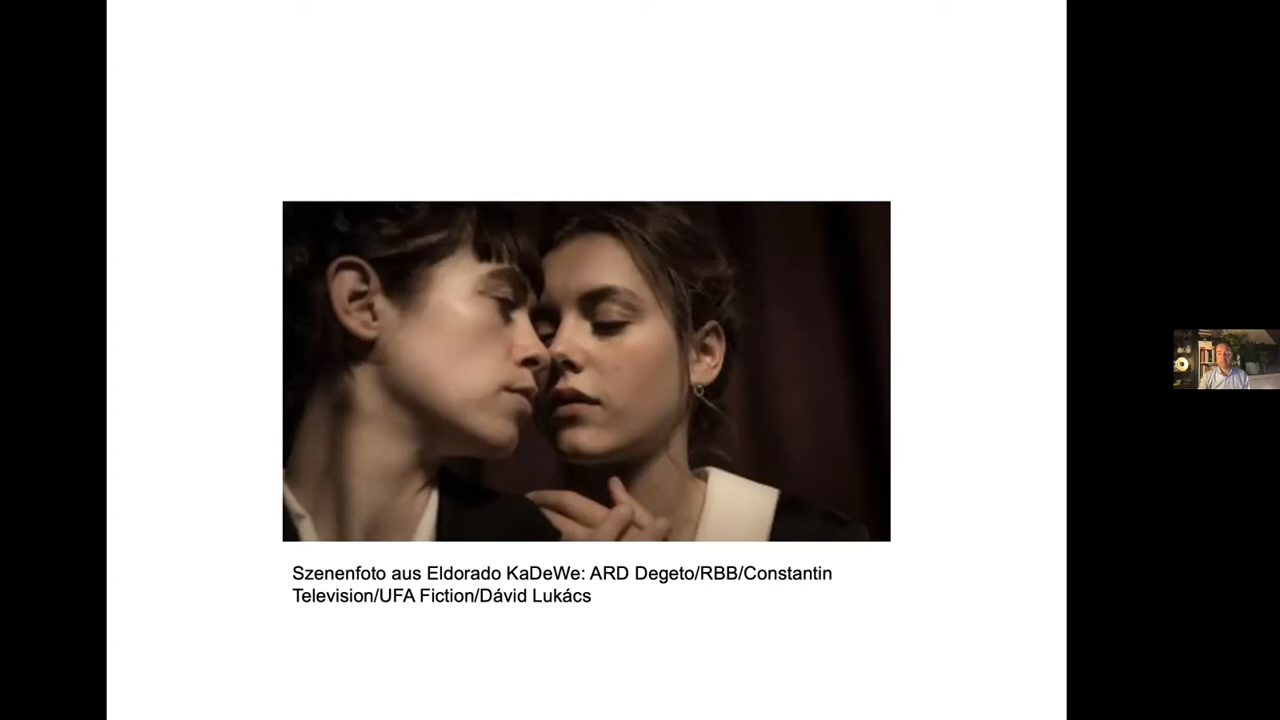 Szenenfoto aus Eldorado KaDeWe: ARD Degeto/RBB/Constantin
Television/UFA Fiction/Dávid Lukács